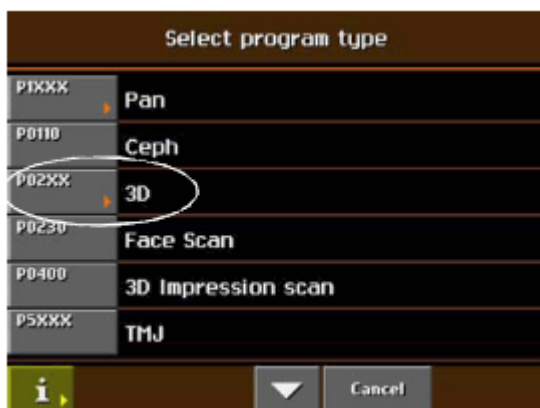 Select program type
P1XXX Pan
P0110 Ceph
P02XX 3D
P0230 Face Scan
P0400 3D Impression scan
P5XXX TMJ
i Cancel